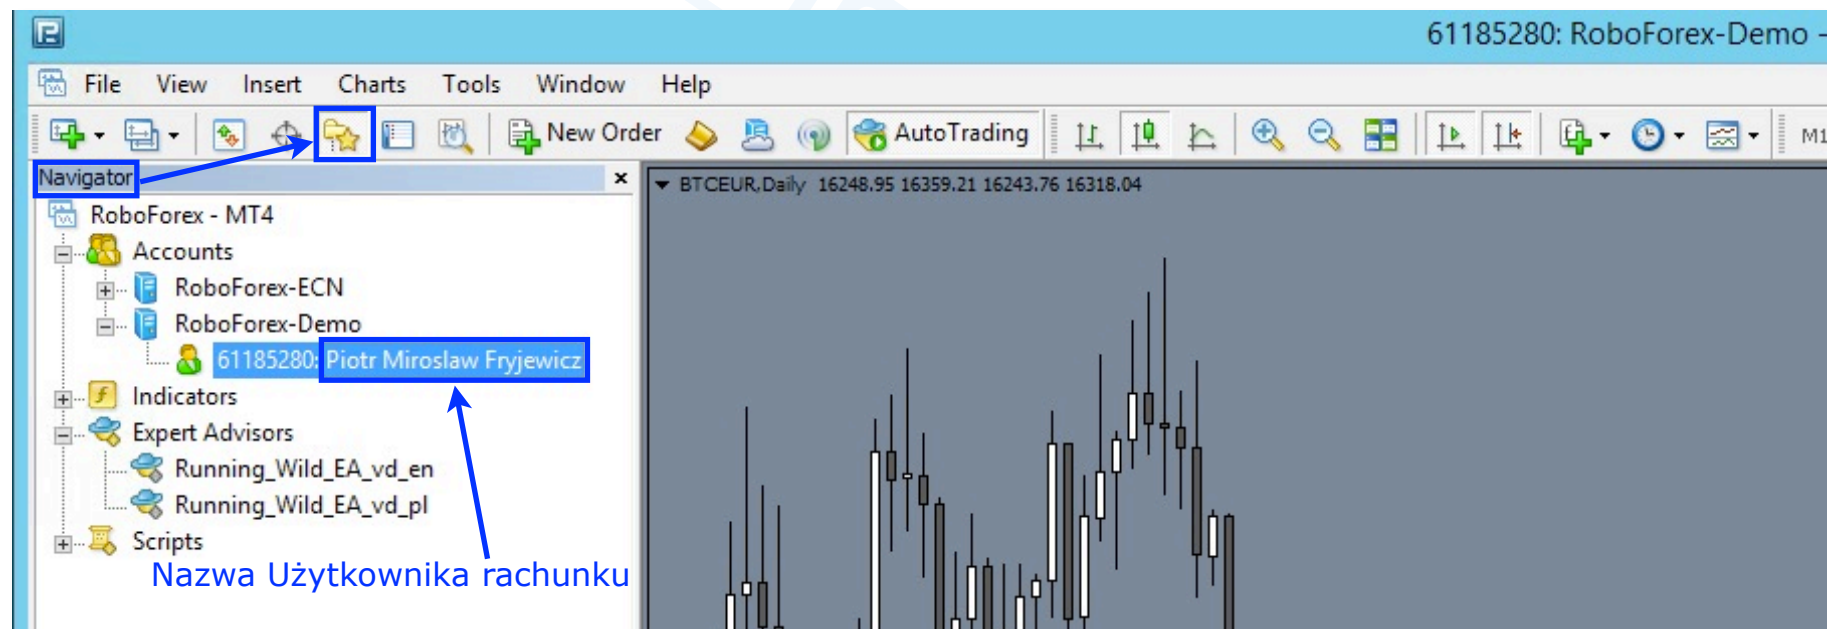 61185280: RoboForex-Demo -
File View Insert Charts Tools Window Help
New Order AutoTrading M1
Navigator
BTCEUR,Daily 16248.95 16359.21 16243.76 16318.04
RoboForex - MT4
Accounts
RoboForex-ECN
RoboForex-Demo
61185280: Piotr Miroslaw Fryjewicz
Indicators
Expert Advisors
Running_Wild_EA_vd_en
Running_Wild_EA_vd_pl
Scripts
Nazwa Użytkownika rachunku